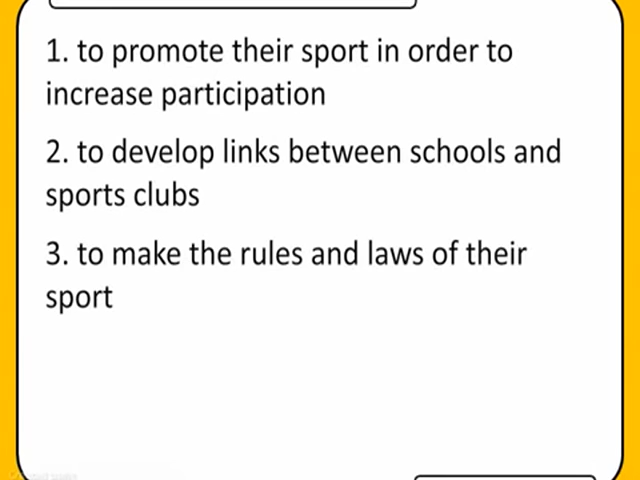 1. to promote their sport in order to
increase participation
2. to develop links between schools and
sports clubs
3. to make the rules and laws of their
sport